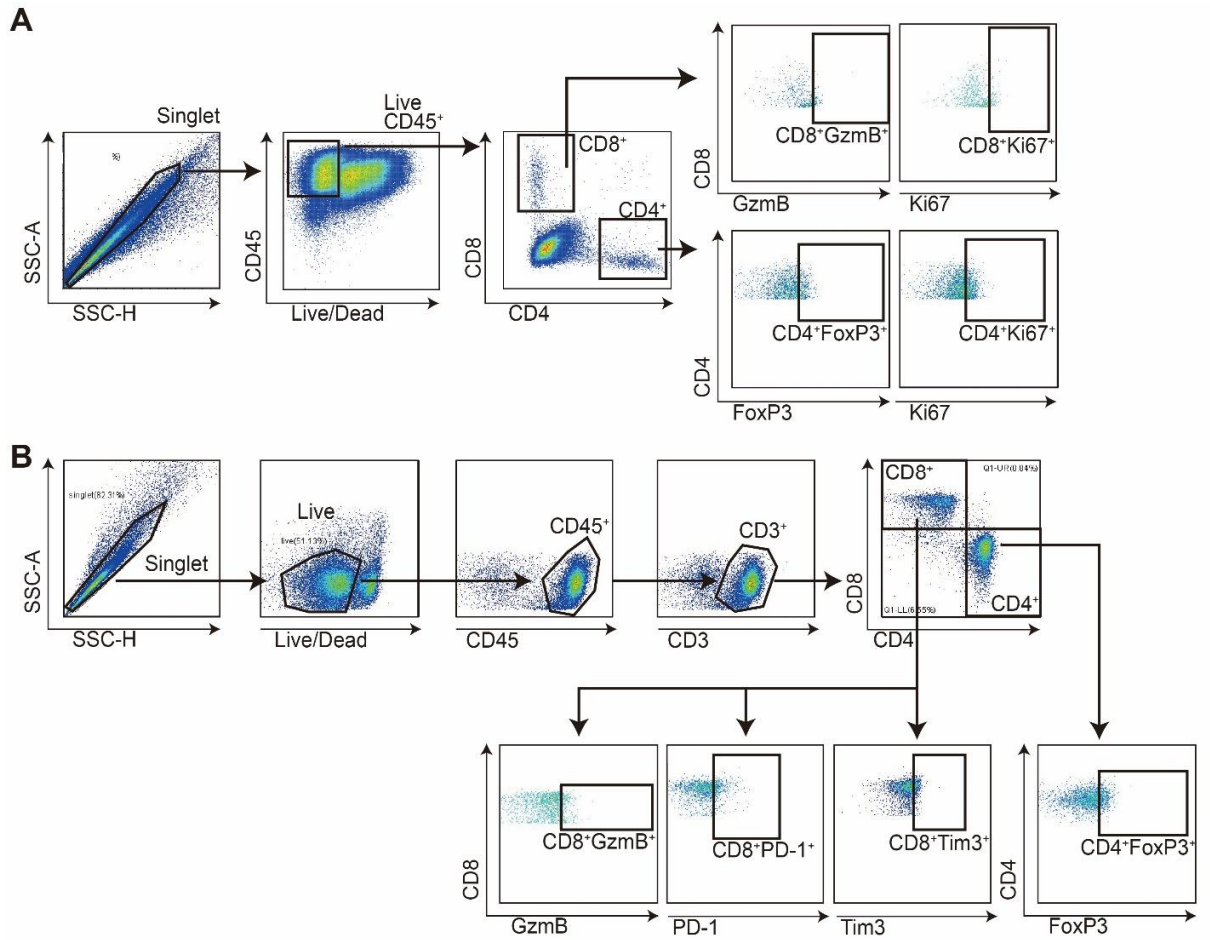 A
Singlet
SSC-A
SSC-H
Live
CD45⁺
CD45
Live/Dead
CD8⁺
CD4⁺
CD8
CD4
CD8
CD8⁺GzmB⁺
CD8⁺Ki67⁺
GzmB
Ki67
CD4
CD4⁺FoxP3⁺
CD4⁺Ki67⁺
FoxP3
Ki67
B
singlet(82.31%)
Singlet
SSC-A
SSC-H
Live
live(51.13%)
Live/Dead
CD45⁺
CD45
CD3⁺
CD3
CD8⁺
Q1-UR(0.84%)
CD8
CD4⁺
CD4
CD8
CD8⁺GzmB⁺
CD8⁺PD-1⁺
CD8⁺Tim3⁺
CD4
CD4⁺FoxP3⁺
GzmB
PD-1
Tim3
FoxP3